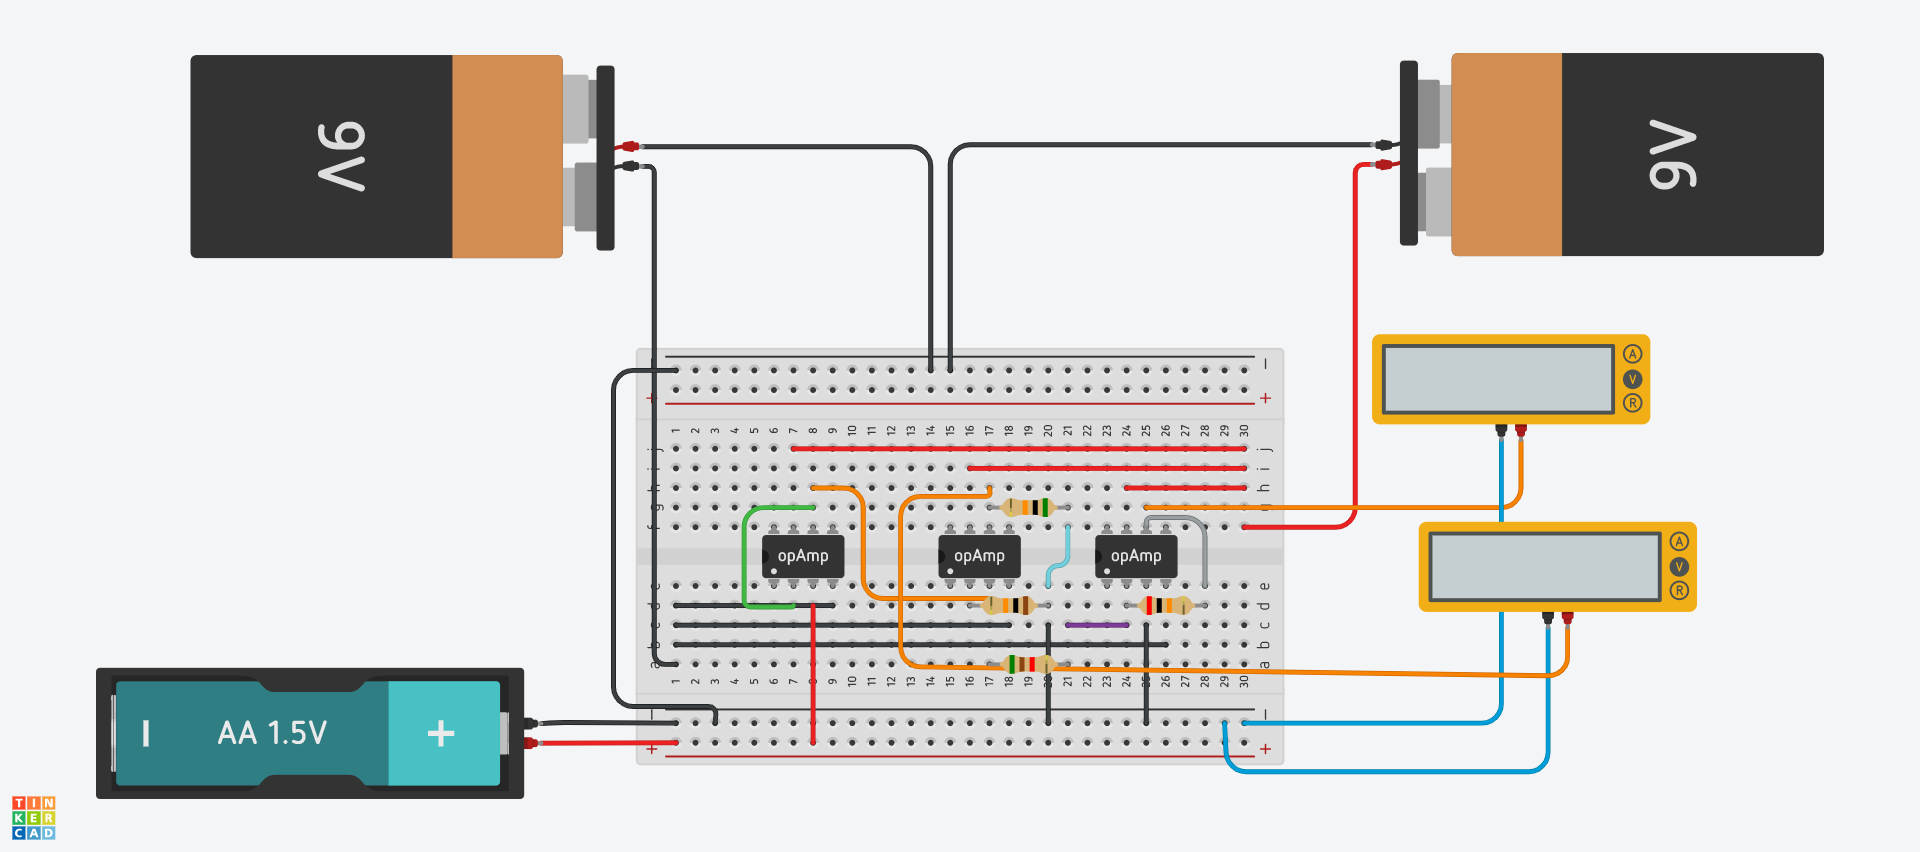 9V
9V
A
V
R
− −
+ +
1 2 3 4 5 6 7 8 9 10 11 12 13 14 15 16 17 18 19 20 21 22 23 24 25 26 27 28 29 30
j j
i i
h h
g g
f f
opAmp opAmp opAmp
A
V
R
e e
d d
c c
b b
a a
1 2 3 4 5 6 7 8 9 10 11 12 13 14 15 16 17 18 19 20 21 22 23 24 25 26 27 28 29 30
− −
+ +
− AA 1.5V +
TIN
KER
CAD